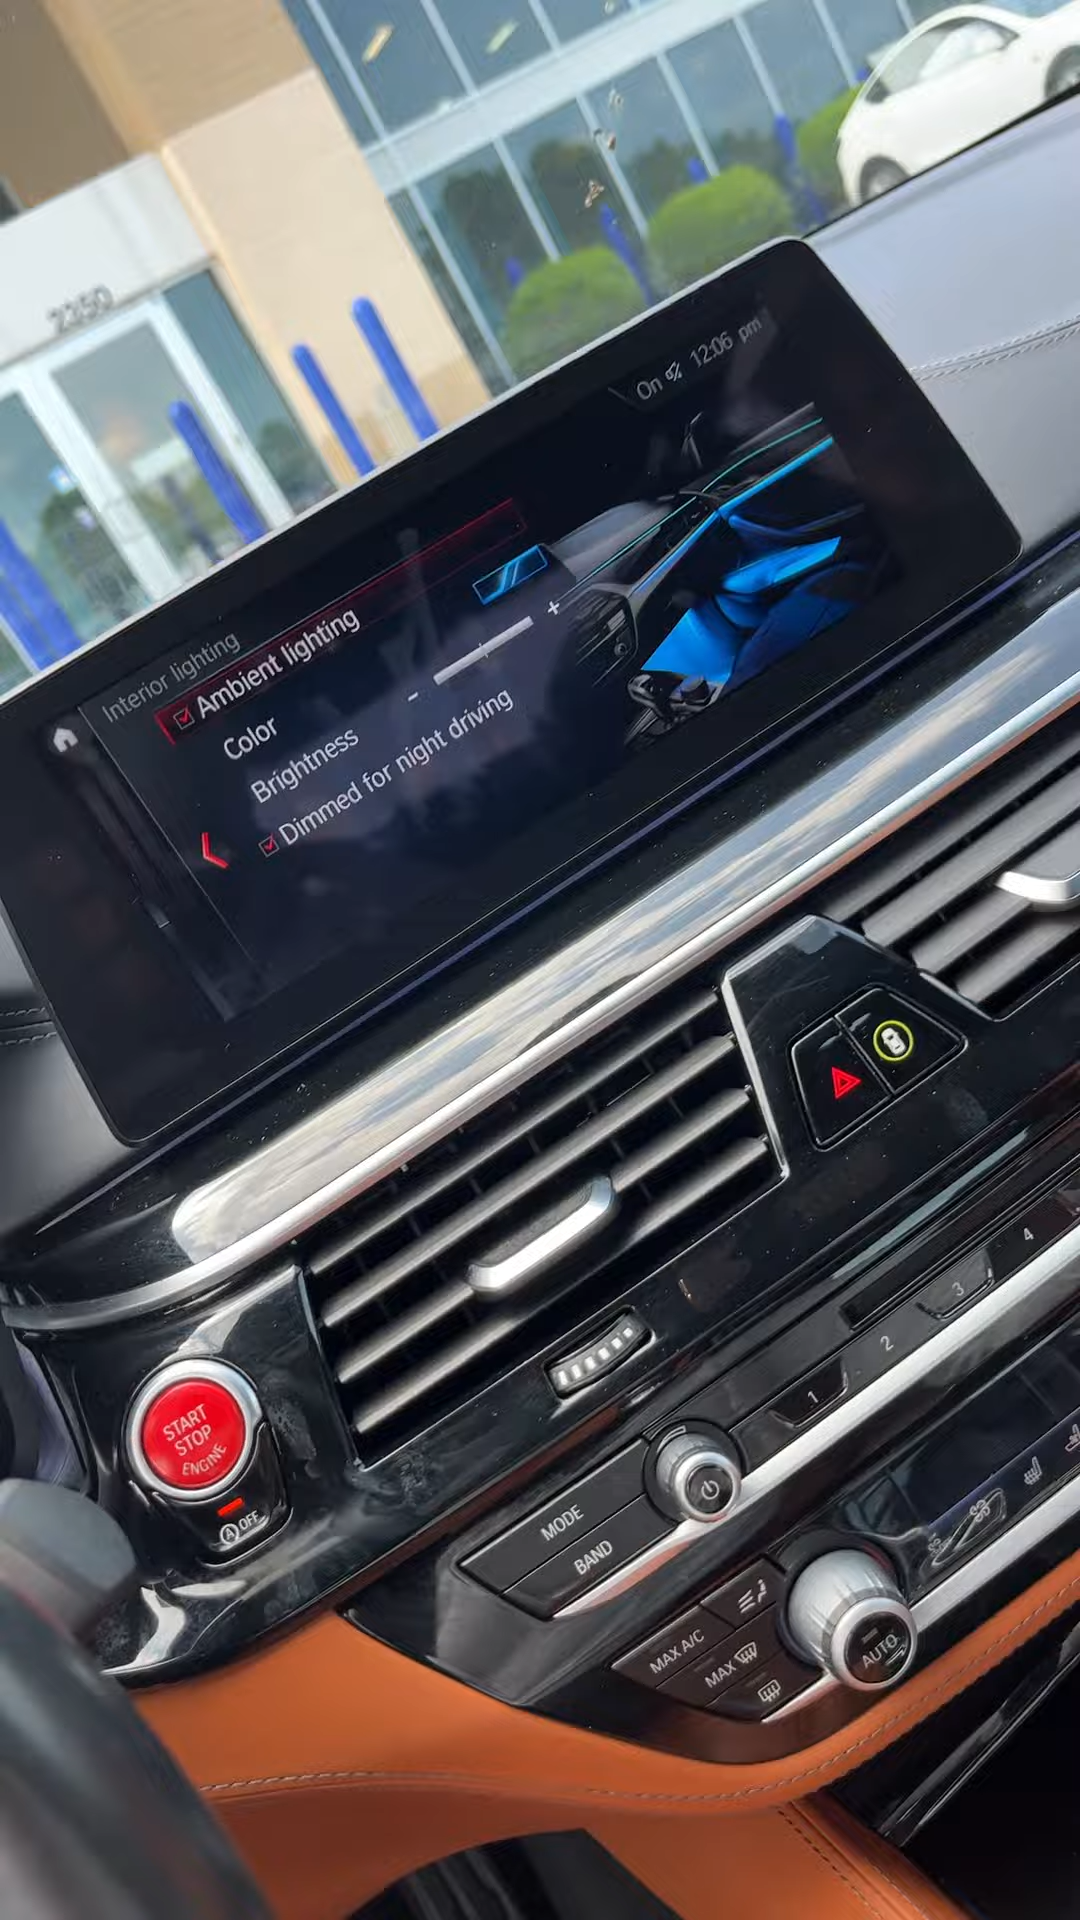 2250
On 12:06 pm
Interior lighting
Ambient lighting
Color
- +
Brightness
Dimmed for night driving
START
STOP
ENGINE
A OFF
1
2
3
4
MODE
BAND
MAX A/C
MAX
AUTO